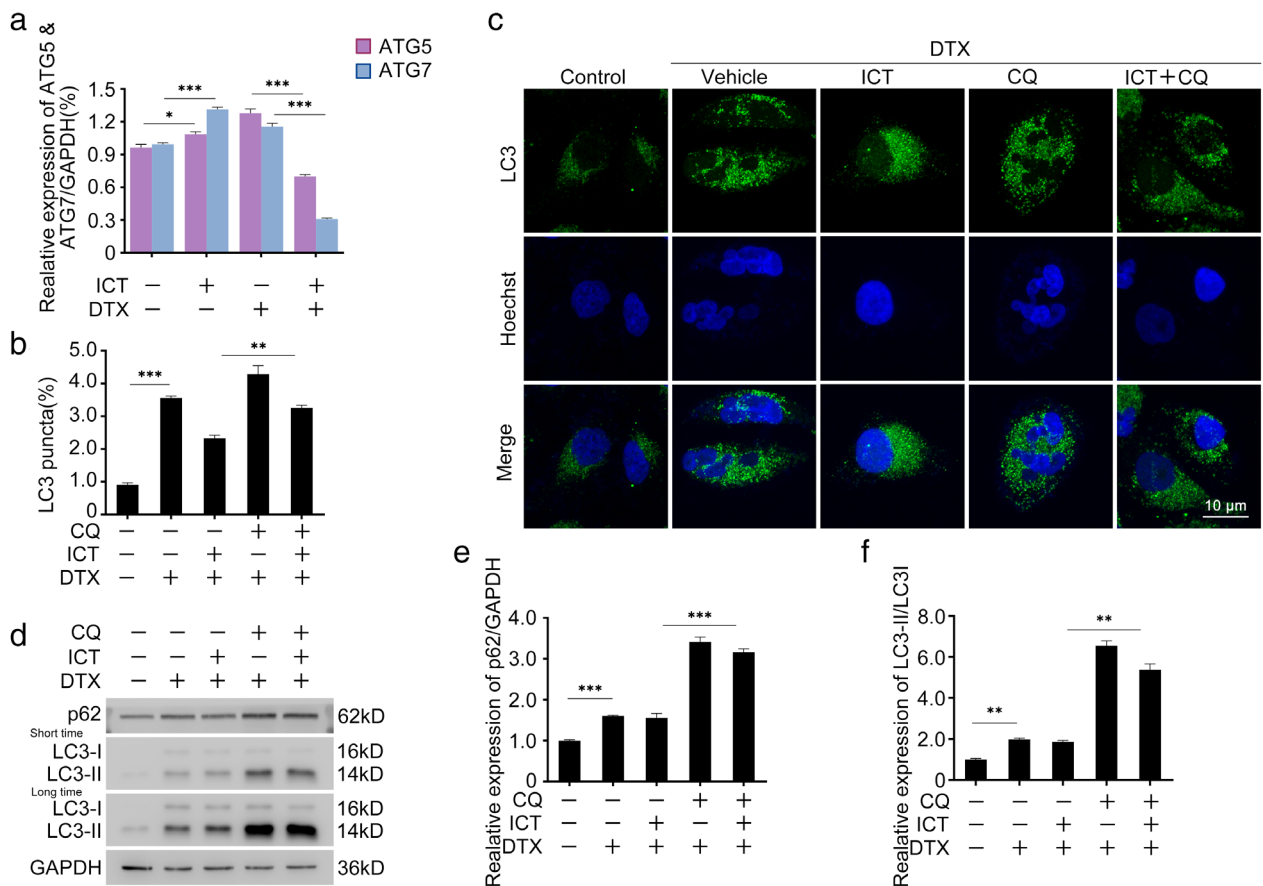 a
Realative expression of ATG5 &
ATG7/GAPDH(%)
ATG5
ATG7
1.5
1.2
0.9
0.6
0.3
0
*
***
***
***
ICT − + − +
DTX − − + +
b
LC3 puncta(%)
5.0
4.0
3.0
2.0
1.0
0
***
**
CQ − − − + +
ICT − − + − +
DTX − + + + +
c
DTX
Control Vehicle ICT CQ ICT+CQ
LC3
Hoechst
Merge
10 μm
d
CQ − − − + +
ICT − − + − +
DTX − + + + +
p62 62kD
Short time
LC3-I 16kD
LC3-II 14kD
Long time
LC3-I 16kD
LC3-II 14kD
GAPDH 36kD
e
Realative expression of p62/GAPDH
4.0
3.0
2.0
1.0
0
***
***
CQ − − − + +
ICT − − + − +
DTX − + + + +
f
Realative expression of LC3-II/LC3I
8.0
6.0
4.0
2.0
0
**
**
CQ − − − + +
ICT − − + − +
DTX − + + + +